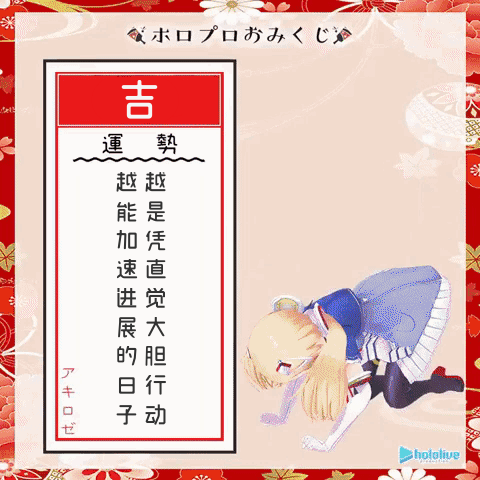 ホロプロおみくじ
吉
運勢
越是凭直觉大胆行动
越能加速进展的日子
アキロゼ
hololive